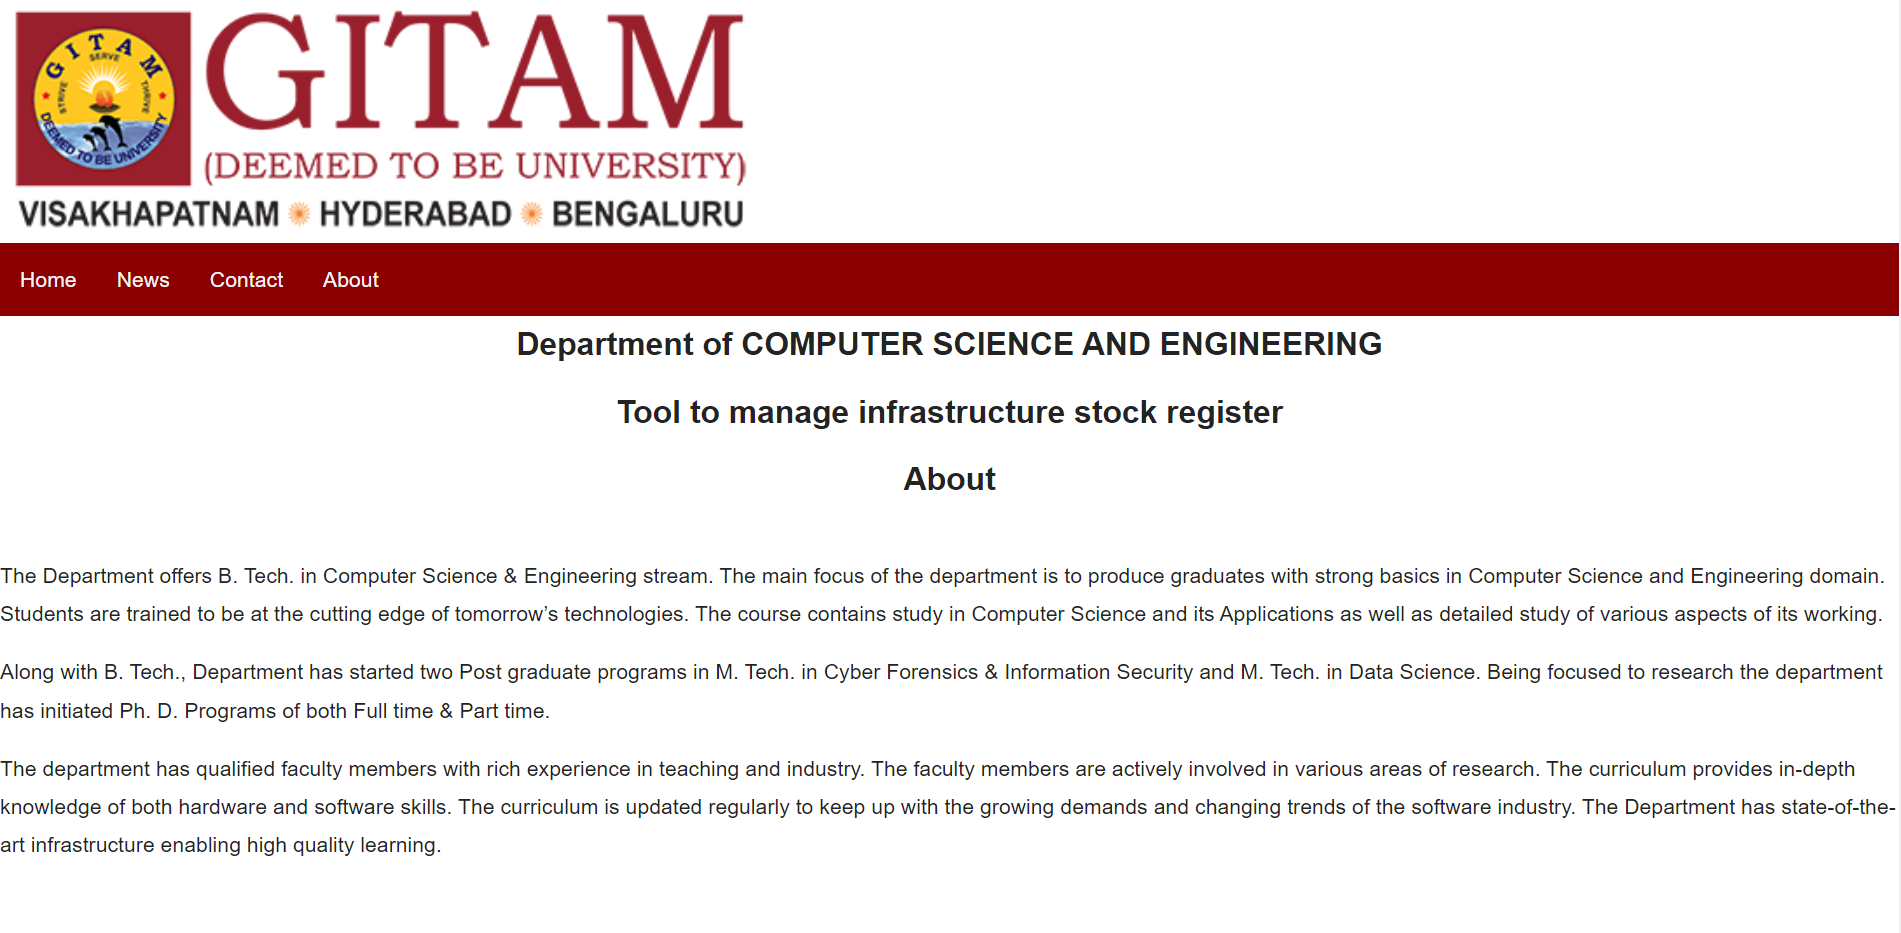 GITAM
SERVE
STRIVE
THRIVE
DEEMED TO BE UNIVERSITY
GITAM
(DEEMED TO BE UNIVERSITY)
VISAKHAPATNAM HYDERABAD BENGALURU
Home News Contact About
Department of COMPUTER SCIENCE AND ENGINEERING
Tool to manage infrastructure stock register
About
The Department offers B. Tech. in Computer Science & Engineering stream. The main focus of the department is to produce graduates with strong basics in Computer Science and Engineering domain.
Students are trained to be at the cutting edge of tomorrow’s technologies. The course contains study in Computer Science and its Applications as well as detailed study of various aspects of its working.
Along with B. Tech., Department has started two Post graduate programs in M. Tech. in Cyber Forensics & Information Security and M. Tech. in Data Science. Being focused to research the department
has initiated Ph. D. Programs of both Full time & Part time.
The department has qualified faculty members with rich experience in teaching and industry. The faculty members are actively involved in various areas of research. The curriculum provides in-depth
knowledge of both hardware and software skills. The curriculum is updated regularly to keep up with the growing demands and changing trends of the software industry. The Department has state-of-the-
art infrastructure enabling high quality learning.